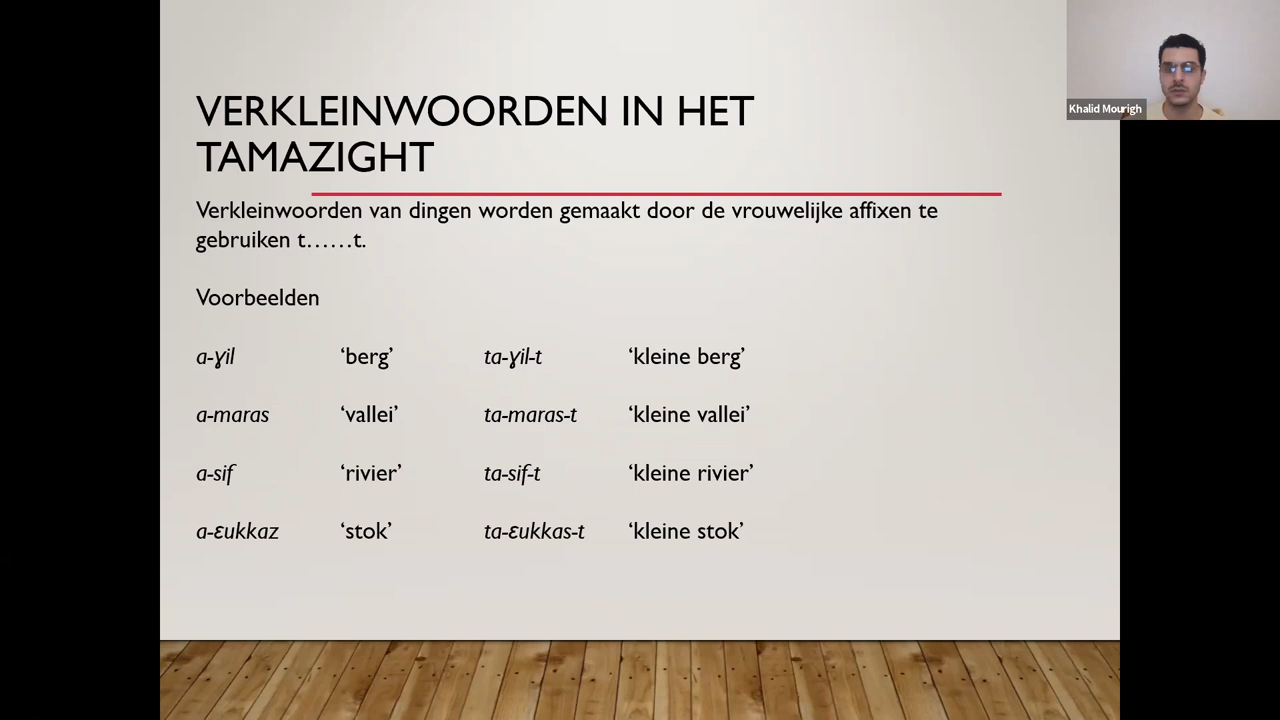 VERKLEINWOORDEN IN HET
TAMAZIGHT
Verkleinwoorden van dingen worden gemaakt door de vrouwelijke affixen te
gebruiken t……t.
Voorbeelden
a-ɣil ‘berg’ ta-ɣil-t ‘kleine berg’
a-maras ‘vallei’ ta-maras-t ‘kleine vallei’
a-sif ‘rivier’ ta-sif-t ‘kleine rivier’
a-ɛukkaz ‘stok’ ta-ɛukkas-t ‘kleine stok’
Khalid Mourigh